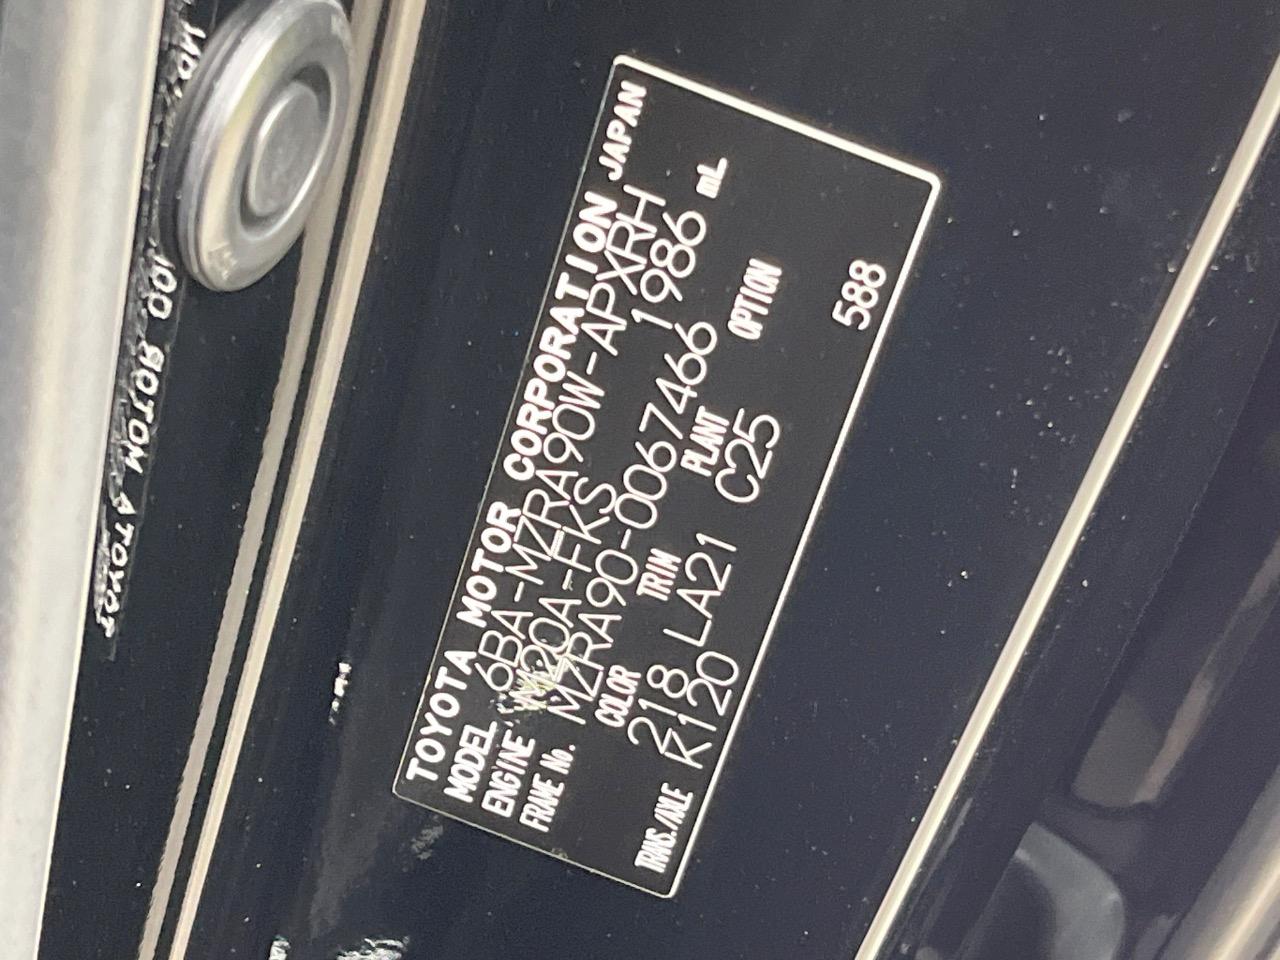 TOYOTA MOTOR CORPORATION JAPAN
MODEL 6BA-MZRA90W-APXRH
ENGINE M20A-FKS 1986 mL
FRAME No. MZRA90-0067466
COLOR TRIM PLANT OPTION
218 LA21 C25
TRANS./AXLE K120 588